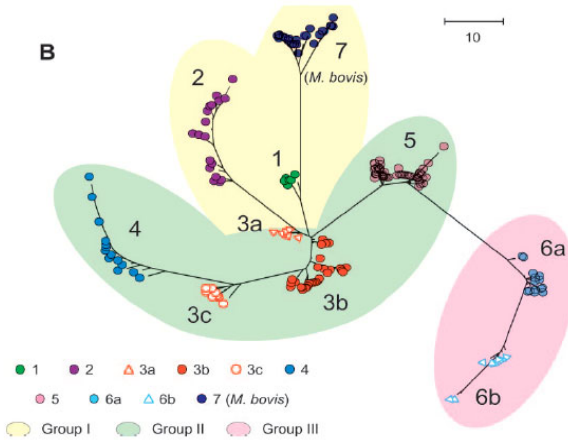 B
10
7
(M. bovis)
2
1
5
3a
4
6a
3b
3c
6b
1 2 3a 3b 3c 4
5 6a 6b 7 (M. bovis)
Group I Group II Group III